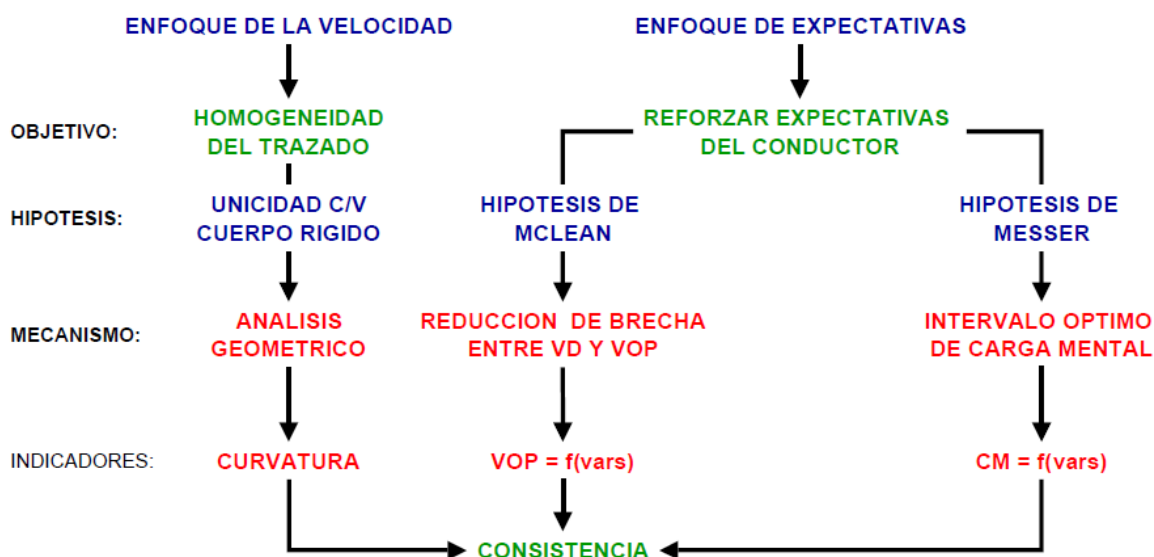 ENFOQUE DE LA VELOCIDAD
ENFOQUE DE EXPECTATIVAS
OBJETIVO:
HOMOGENEIDAD
DEL TRAZADO
REFORZAR EXPECTATIVAS
DEL CONDUCTOR
HIPOTESIS:
UNICIDAD C/V
CUERPO RIGIDO
HIPOTESIS DE
MCLEAN
HIPOTESIS DE
MESSER
MECANISMO:
ANALISIS
GEOMETRICO
REDUCCION DE BRECHA
ENTRE VD Y VOP
INTERVALO OPTIMO
DE CARGA MENTAL
INDICADORES:
CURVATURA
VOP = f(vars)
CM = f(vars)
CONSISTENCIA